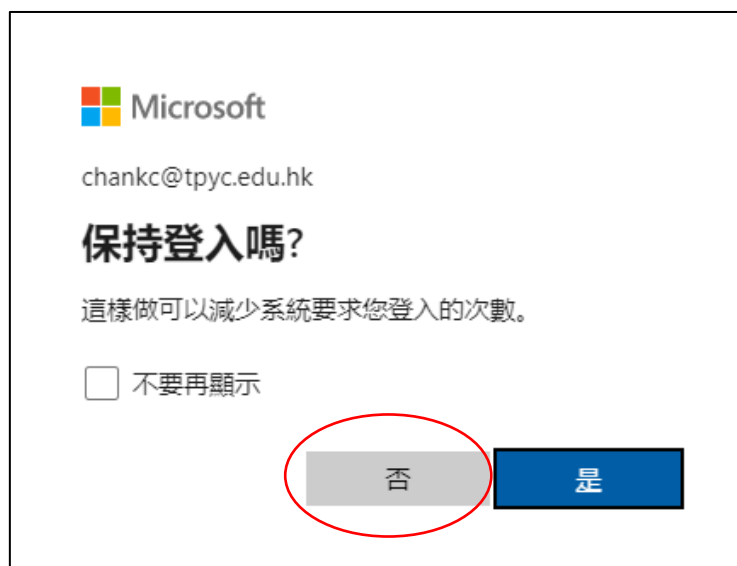 Microsoft
chankc@tpyc.edu.hk
保持登入嗎?
這樣做可以減少系統要求您登入的次數。
不要再顯示
否
是